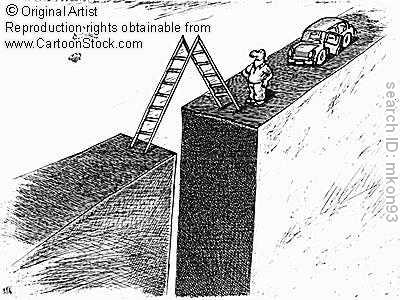 © Original Artist
Reproduction rights obtainable from
www.CartoonStock.com
search ID: mkon93